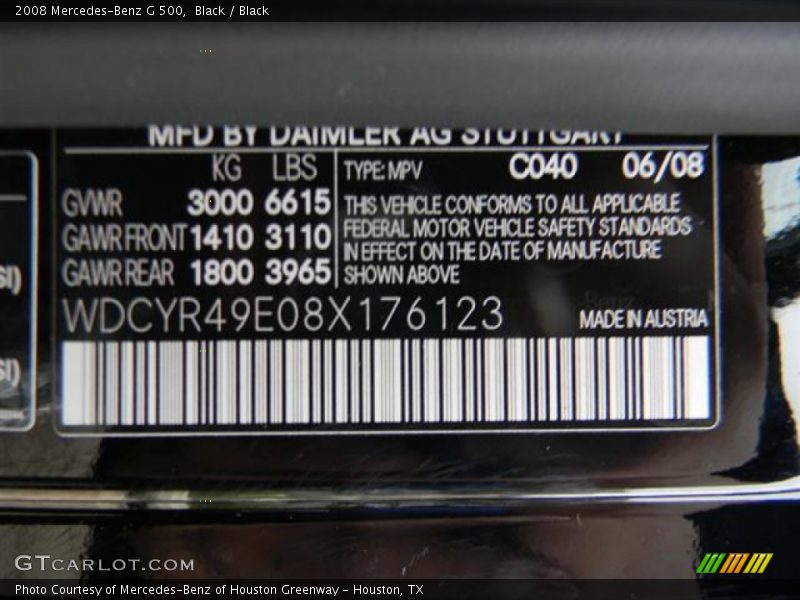 2008 Mercedes-Benz G 500, Black / Black
MFD BY DAIMLER AG STUTTGART
KG LBS
GVWR 3000 6615
GAWR FRONT 1410 3110
GAWR REAR 1800 3965
TYPE: MPV C040 06/08
THIS VEHICLE CONFORMS TO ALL APPLICABLE
FEDERAL MOTOR VEHICLE SAFETY STANDARDS
IN EFFECT ON THE DATE OF MANUFACTURE
SHOWN ABOVE
WDCYR49E08X176123
MADE IN AUSTRIA
SI)
SI)
GTCARLOT.COM
Photo Courtesy of Mercedes-Benz of Houston Greenway - Houston, TX